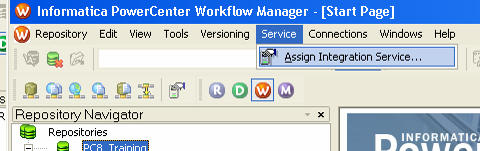 Informatica PowerCenter Workflow Manager - [Start Page]
Repository Edit View Tools Versioning Service Connections Windows Help
Assign Integration Service...
R D W M
Repository Navigator
Repositories
PC8_Training
INFORMATICA
Power